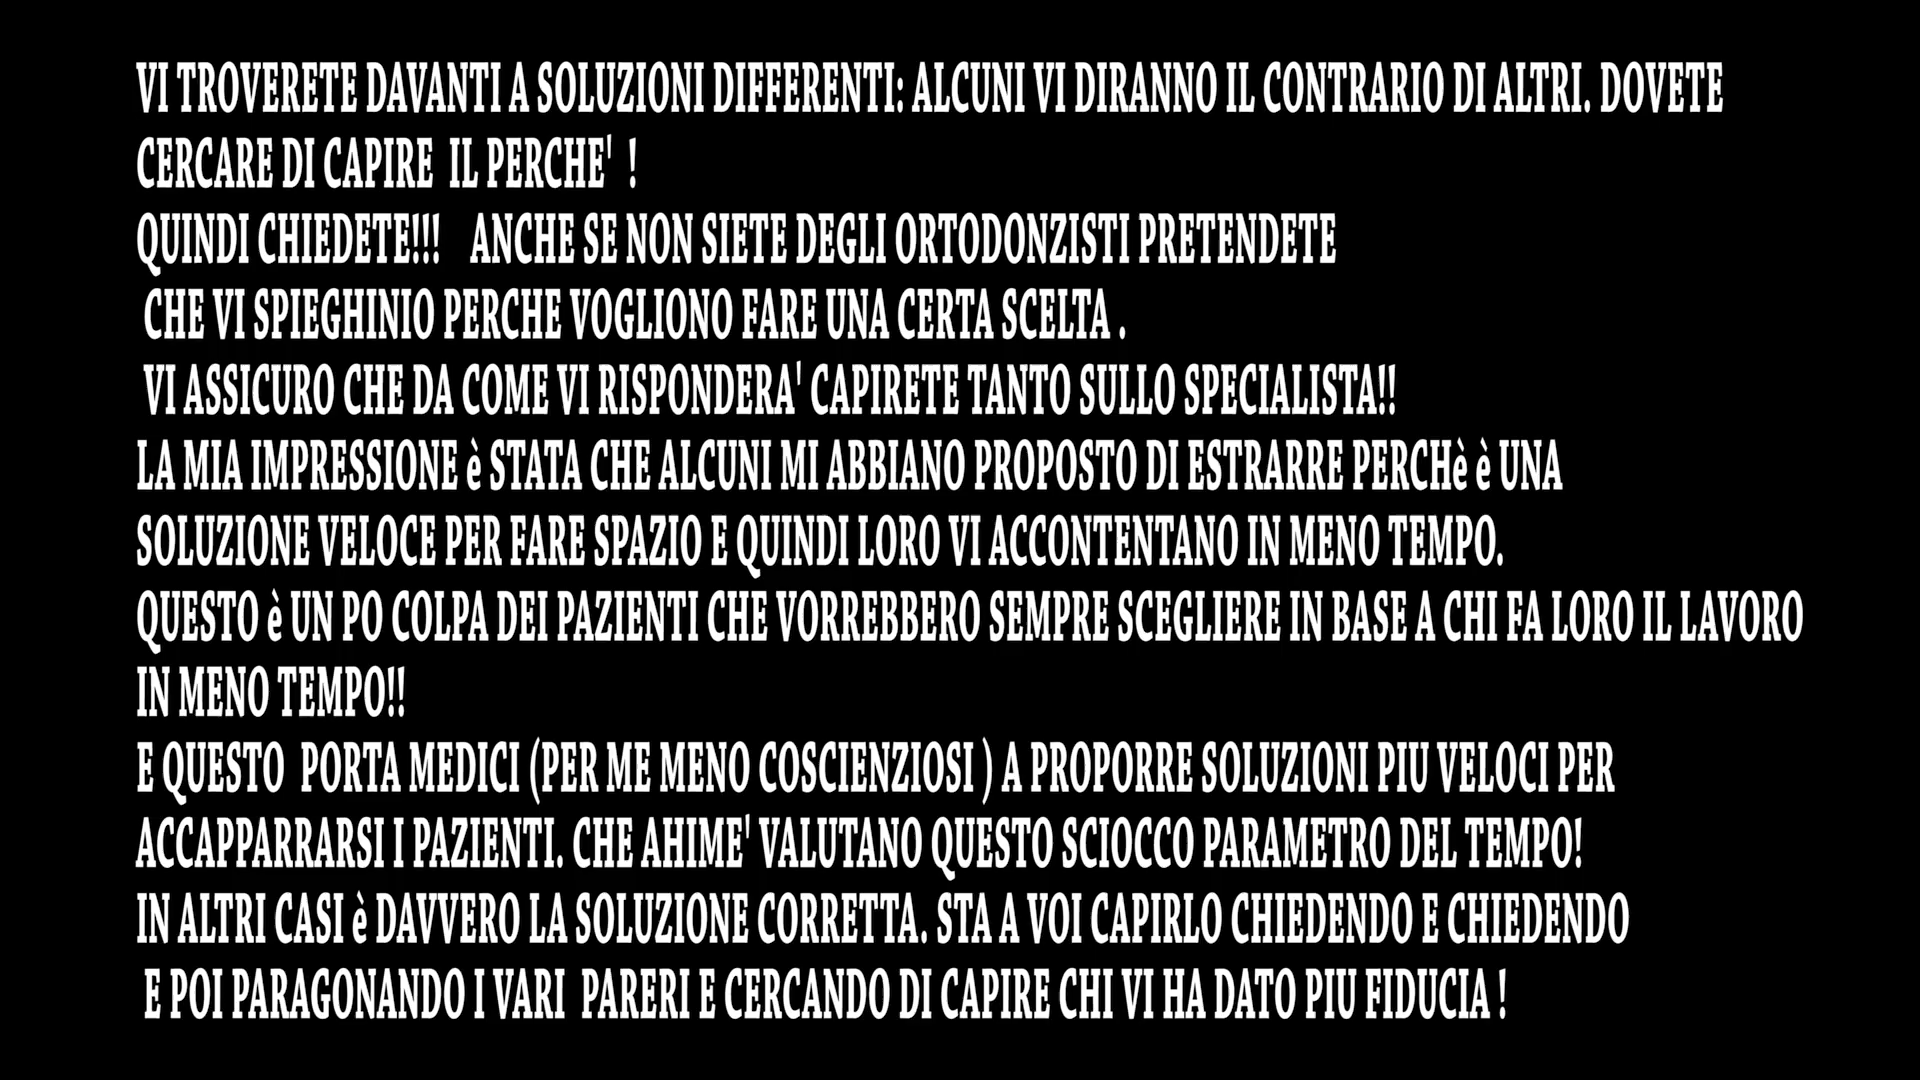 VI TROVERETE DAVANTI A SOLUZIONI DIFFERENTI: ALCUNI VI DIRANNO IL CONTRARIO DI ALTRI. DOVETE
CERCARE DI CAPIRE  IL PERCHE'  !
QUINDI CHIEDETE!!!   ANCHE SE NON SIETE DEGLI ORTODONZISTI PRETENDETE
CHE VI SPIEGHINIO PERCHE VOGLIONO FARE UNA CERTA SCELTA .
VI ASSICURO CHE DA COME VI RISPONDERA' CAPIRETE TANTO SULLO SPECIALISTA!!
LA MIA IMPRESSIONE è STATA CHE ALCUNI MI ABBIANO PROPOSTO DI ESTRARRE PERCHè è UNA
SOLUZIONE VELOCE PER FARE SPAZIO E QUINDI LORO VI ACCONTENTANO IN MENO TEMPO.
QUESTO è UN PO COLPA DEI PAZIENTI CHE VORREBBERO SEMPRE SCEGLIERE IN BASE A CHI FA LORO IL LAVORO
IN MENO TEMPO!!
E QUESTO  PORTA MEDICI (PER ME MENO COSCIENZIOSI ) A PROPORRE SOLUZIONI PIU VELOCI PER
ACCAPPARRARSI I PAZIENTI. CHE AHIME' VALUTANO QUESTO SCIOCCO PARAMETRO DEL TEMPO!
IN ALTRI CASI è DAVVERO LA SOLUZIONE CORRETTA. STA A VOI CAPIRLO CHIEDENDO E CHIEDENDO
E POI PARAGONANDO I VARI  PARERI E CERCANDO DI CAPIRE CHI VI HA DATO PIU FIDUCIA !